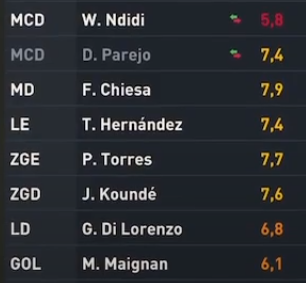 MCD W. Ndidi 5,8
MCD D. Parejo 7,4
MD F. Chiesa 7,9
LE T. Hernández 7,4
ZGE P. Torres 7,7
ZGD J. Koundé 7,6
LD G. Di Lorenzo 6,8
GOL M. Maignan 6,1